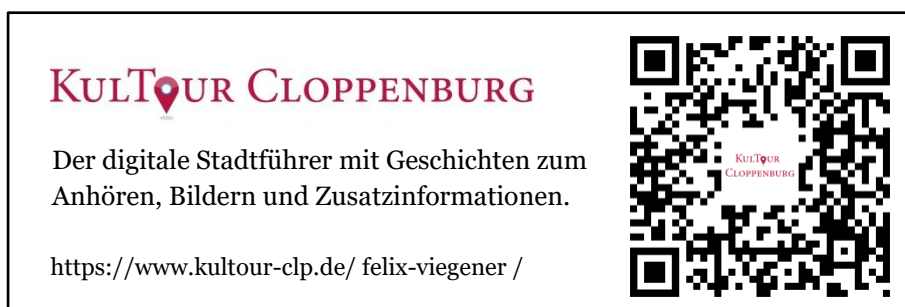 KULTOUR CLOPPENBURG
Der digitale Stadtführer mit Geschichten zum
Anhören, Bildern und Zusatzinformationen.
https://www.kultour-clp.de/ felix-viegener /
KULTOUR
CLOPPENBURG